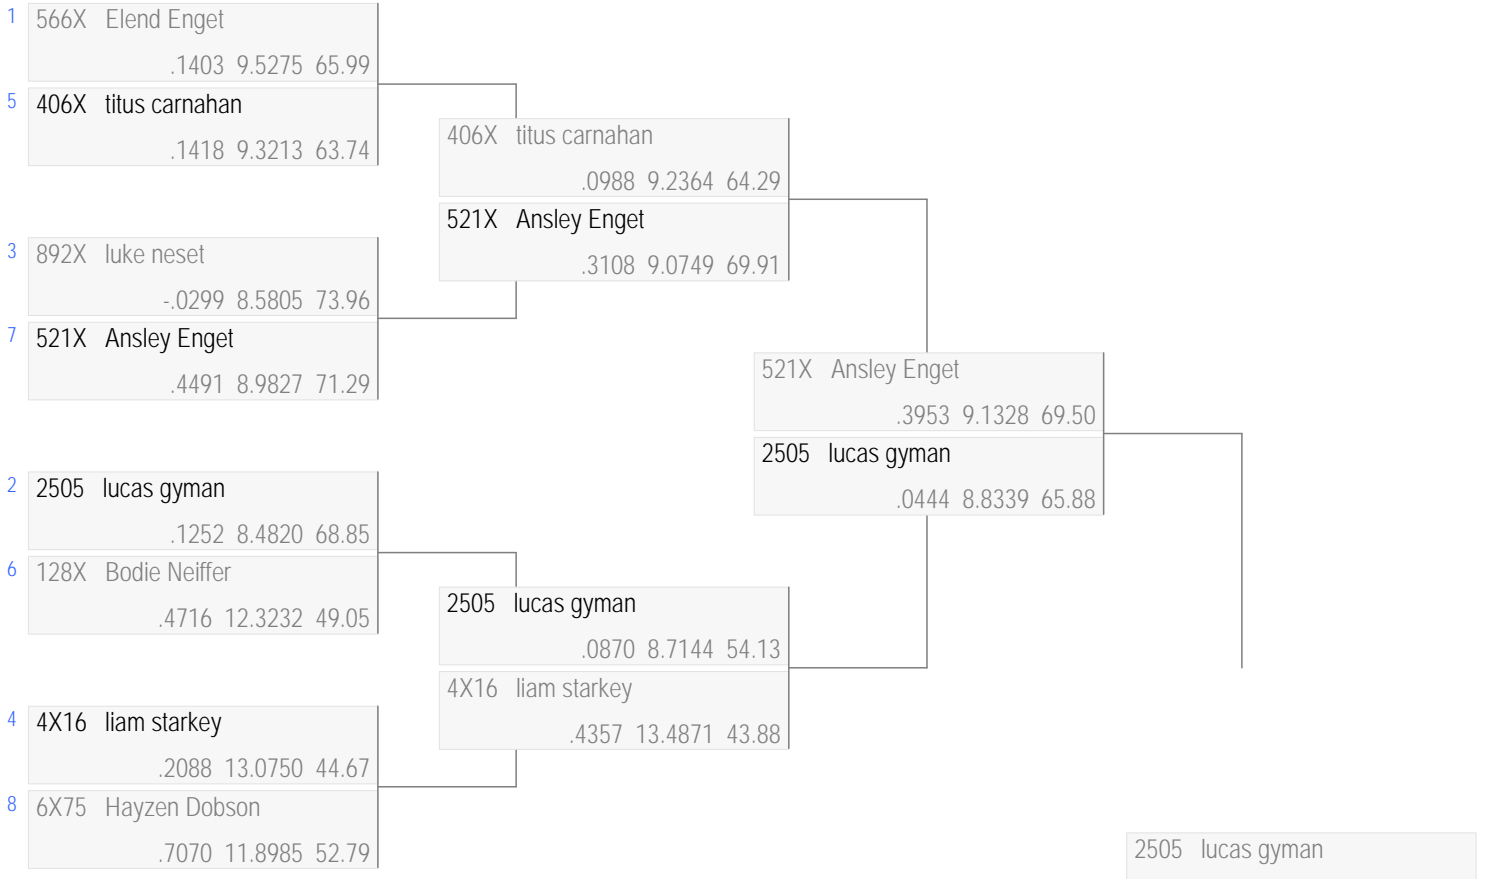 1 566X Elend Enget
.1403 9.5275 65.99
5 406X titus carnahan
.1418 9.3213 63.74
406X titus carnahan
.0988 9.2364 64.29
521X Ansley Enget
.3108 9.0749 69.91
3 892X luke neset
-.0299 8.5805 73.96
7 521X Ansley Enget
.4491 8.9827 71.29
521X Ansley Enget
.3953 9.1328 69.50
2505 lucas gyman
.0444 8.8339 65.88
2 2505 lucas gyman
.1252 8.4820 68.85
6 128X Bodie Neiffer
.4716 12.3232 49.05
2505 lucas gyman
.0870 8.7144 54.13
4X16 liam starkey
.4357 13.4871 43.88
4 4X16 liam starkey
.2088 13.0750 44.67
8 6X75 Hayzen Dobson
.7070 11.8985 52.79
2505 lucas gyman